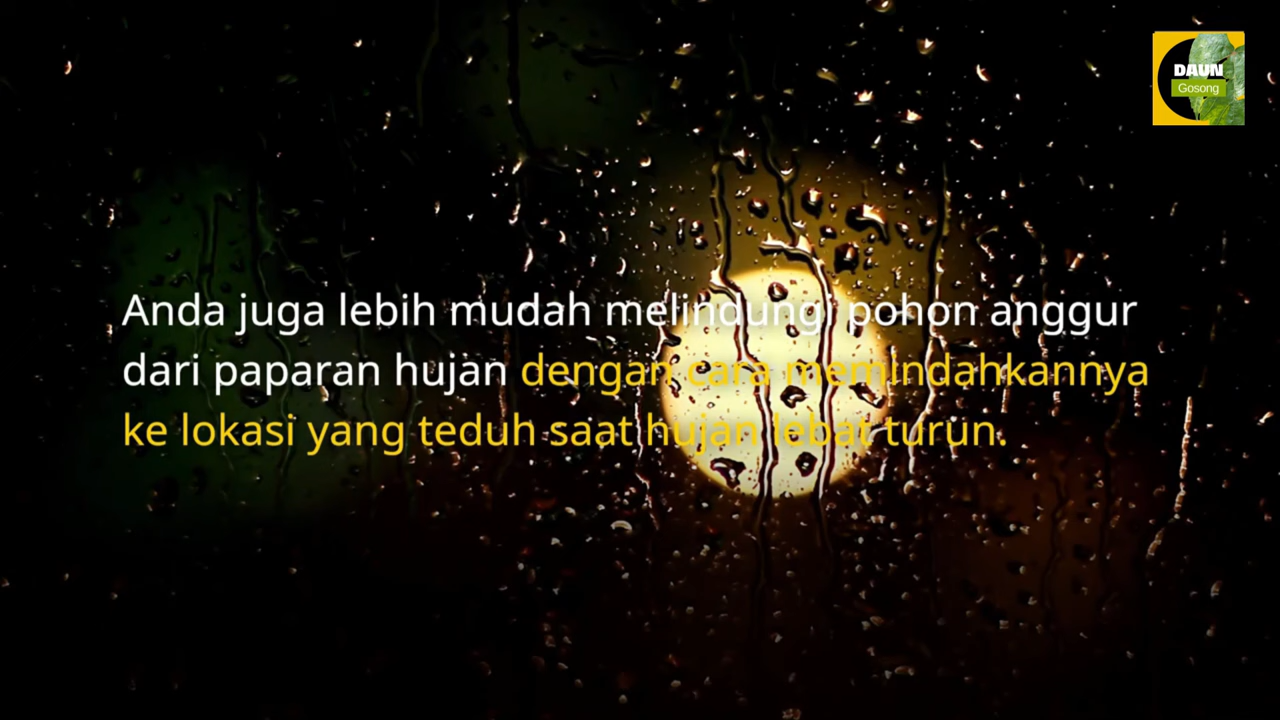 DAUN
Gosong
Anda juga lebih mudah melindungi pohon anggur
dari paparan hujan dengan cara memindahkannya
ke lokasi yang teduh saat hujan lebat turun.